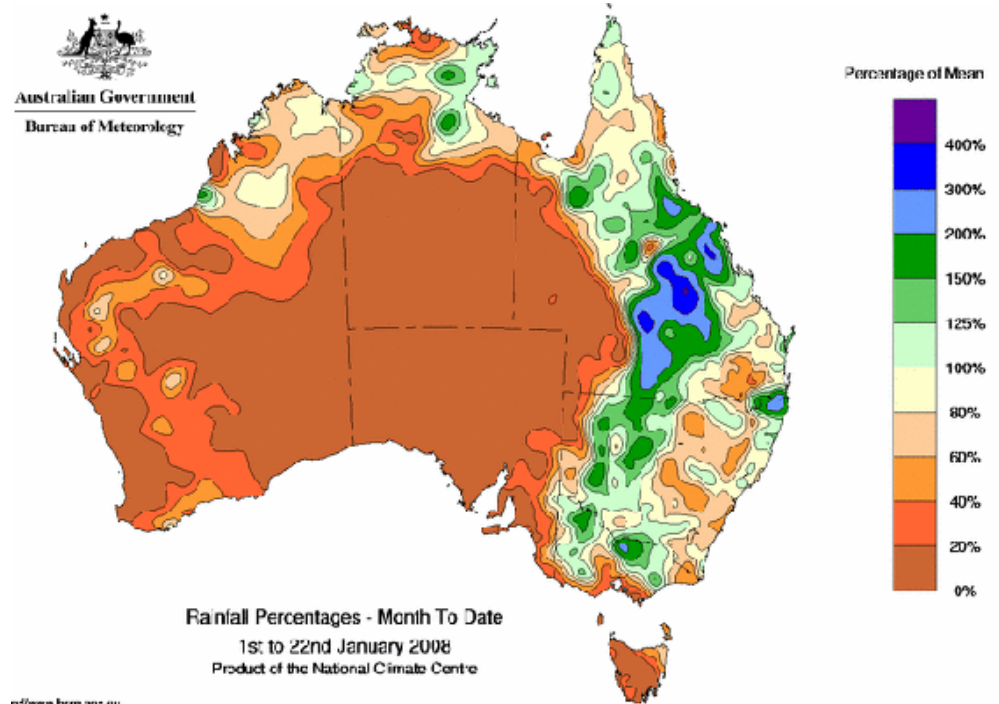 Australian Government
Bureau of Meteorology
Percentage of Mean
400%
300%
200%
150%
125%
100%
80%
60%
40%
20%
0%
Rainfall Percentages - Month To Date
1st to 22nd January 2008
Product of the National Climate Centre